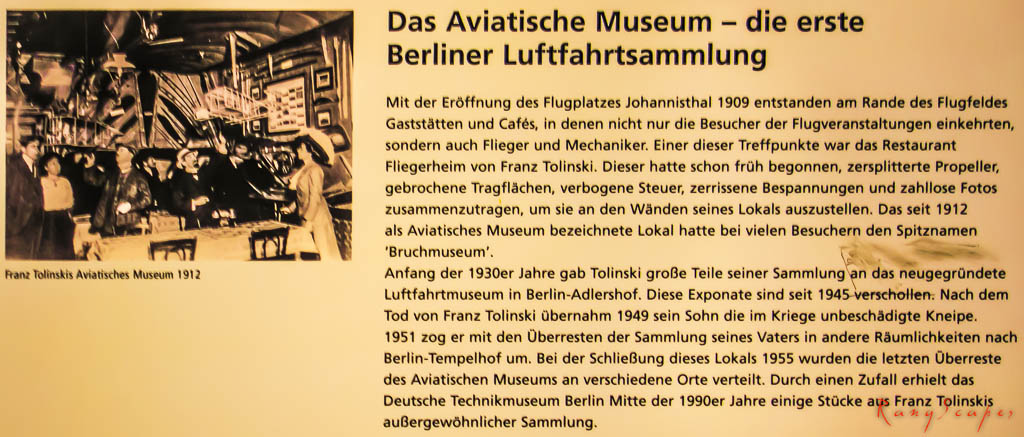 Das Aviatische Museum – die erste
Berliner Luftfahrtsammlung
Mit der Eröffnung des Flugplatzes Johannisthal 1909 entstanden am Rande des Flugfeldes
Gaststätten und Cafés, in denen nicht nur die Besucher der Flugveranstaltungen einkehrten,
sondern auch Flieger und Mechaniker. Einer dieser Treffpunkte war das Restaurant
Fliegerheim von Franz Tolinski. Dieser hatte schon früh begonnen, zersplitterte Propeller,
gebrochene Tragflächen, verbogene Steuer, zerrissene Bespannungen und zahllose Fotos
zusammenzutragen, um sie an den Wänden seines Lokals auszustellen. Das seit 1912
als Aviatisches Museum bezeichnete Lokal hatte bei vielen Besuchern den Spitznamen
'Bruchmuseum'.
Anfang der 1930er Jahre gab Tolinski große Teile seiner Sammlung an das neugegründete
Luftfahrtmuseum in Berlin-Adlershof. Diese Exponate sind seit 1945 verschollen. Nach dem
Tod von Franz Tolinski übernahm 1949 sein Sohn die im Kriege unbeschädigte Kneipe.
1951 zog er mit den Überresten der Sammlung seines Vaters in andere Räumlichkeiten nach
Berlin-Tempelhof um. Bei der Schließung dieses Lokals 1955 wurden die letzten Überreste
des Aviatischen Museums an verschiedene Orte verteilt. Durch einen Zufall erhielt das
Deutsche Technikmuseum Berlin Mitte der 1990er Jahre einige Stücke aus Franz Tolinskis
außergewöhnlicher Sammlung.
Franz Tolinskis Aviatisches Museum 1912
KanyScapes